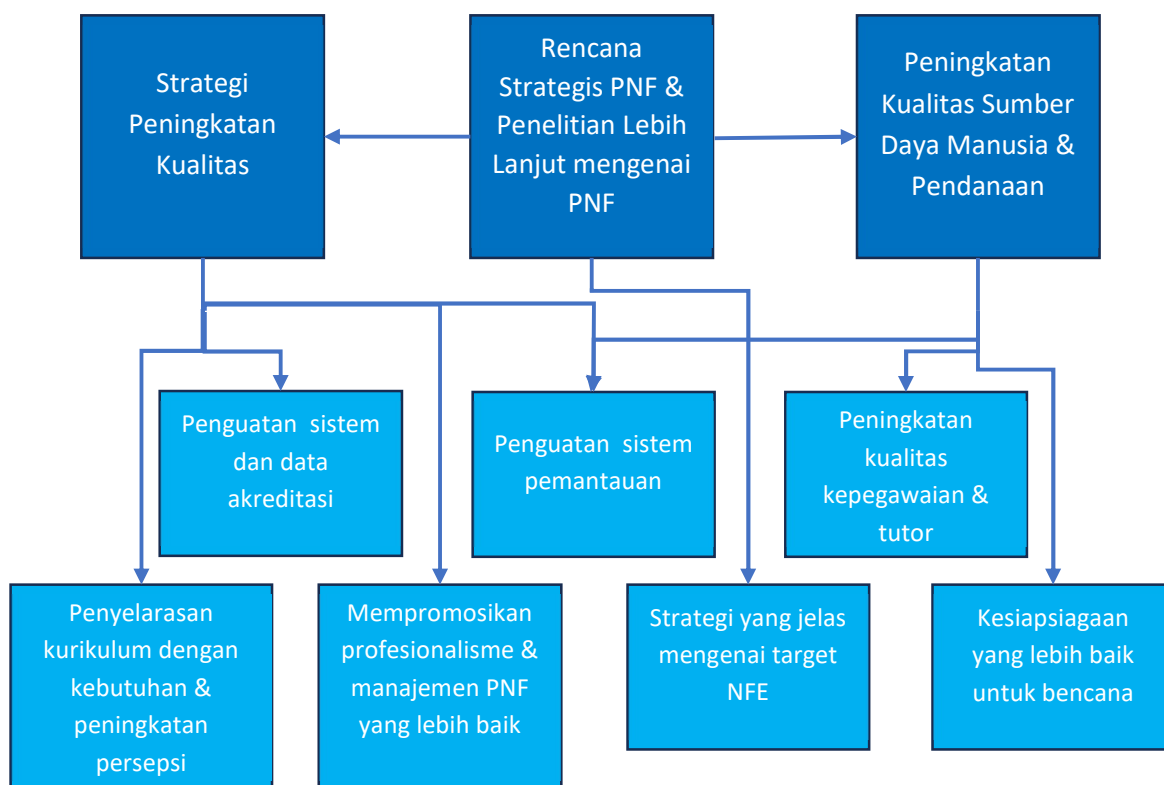 Strategi
Peningkatan
Kualitas
Rencana
Strategis PNF &
Penelitian Lebih
Lanjut mengenai
PNF
Peningkatan
Kualitas Sumber
Daya Manusia &
Pendanaan
Penguatan sistem
dan data
akreditasi
Penguatan sistem
pemantauan
Peningkatan
kualitas
kepegawaian &
tutor
Penyelarasan
kurikulum dengan
kebutuhan &
peningkatan
persepsi
Mempromosikan
profesionalisme &
manajemen PNF
yang lebih baik
Strategi yang jelas
mengenai target
NFE
Kesiapsiagaan
yang lebih baik
untuk bencana